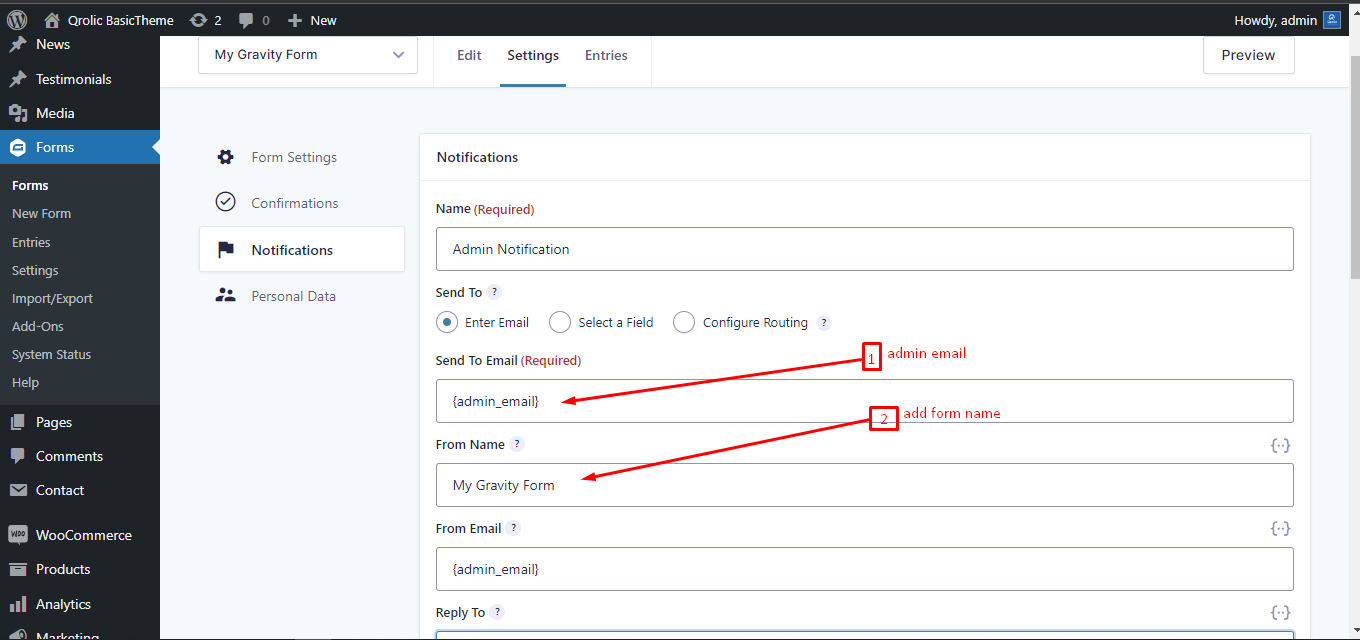 Qrolic BasicTheme 2 0 New Howdy, admin
News
Testimonials
Media
Forms
Forms
New Form
Entries
Settings
Import/Export
Add-Ons
System Status
Help
Pages
Comments
Contact
WooCommerce
Products
Analytics
Marketing
My Gravity Form Edit Settings Entries Preview
Form Settings
Confirmations
Notifications
Personal Data
Notifications
Name (Required)
Admin Notification
Send To ?
Enter Email Select a Field Configure Routing ?
1 admin email
Send To Email (Required)
{admin_email}
2 add form name
From Name ? {··}
My Gravity Form
From Email ? {··}
{admin_email}
Reply To ? {··}